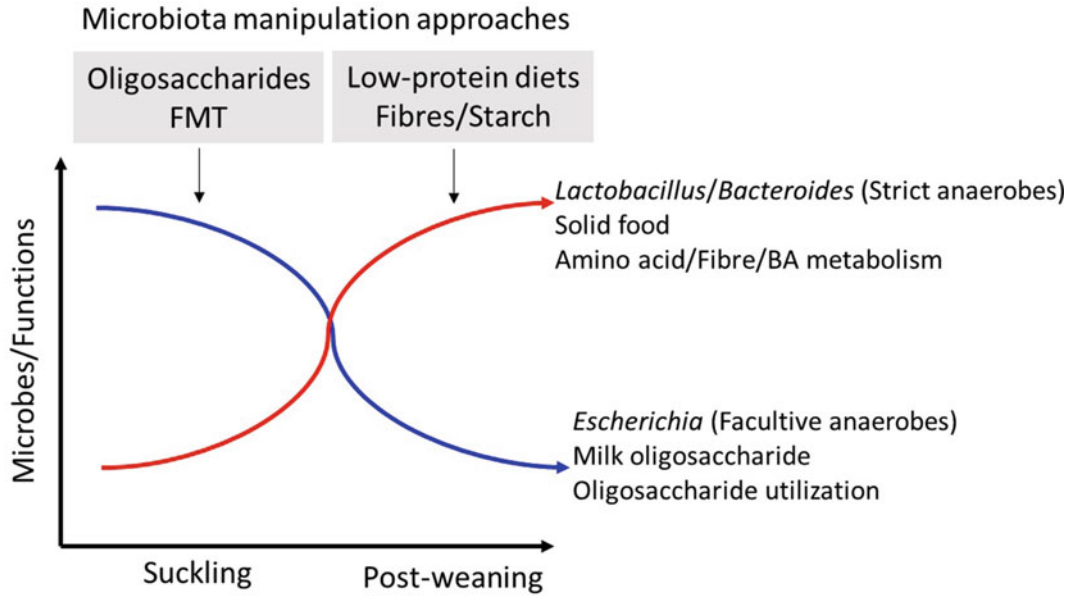 Microbiota manipulation approaches
Oligosaccharides
FMT
Low-protein diets
Fibres/Starch
Microbes/Functions
Lactobacillus/Bacteroides (Strict anaerobes)
Solid food
Amino acid/Fibre/BA metabolism
Escherichia (Facultive anaerobes)
Milk oligosaccharide
Oligosaccharide utilization
Suckling
Post-weaning